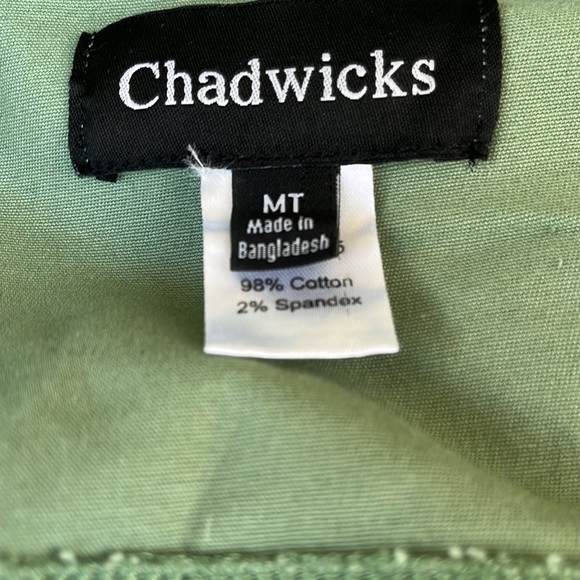 Chadwicks
MT
Made in
Bangladesh
98% Cotton
2% Spandex